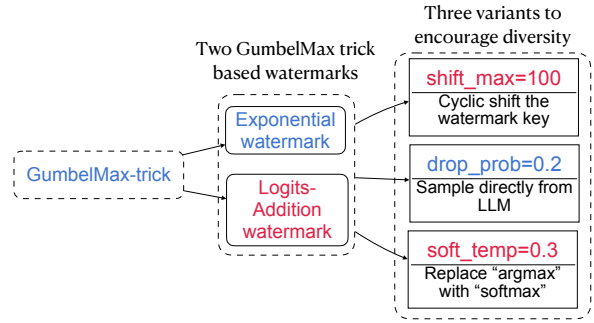 Three variants to
encourage diversity
Two GumbelMax trick
based watermarks
GumbelMax-trick
Exponential
watermark
Logits-
Addition
watermark
shift_max=100
Cyclic shift the
watermark key
drop_prob=0.2
Sample directly from
LLM
soft_temp=0.3
Replace “argmax”
with “softmax”